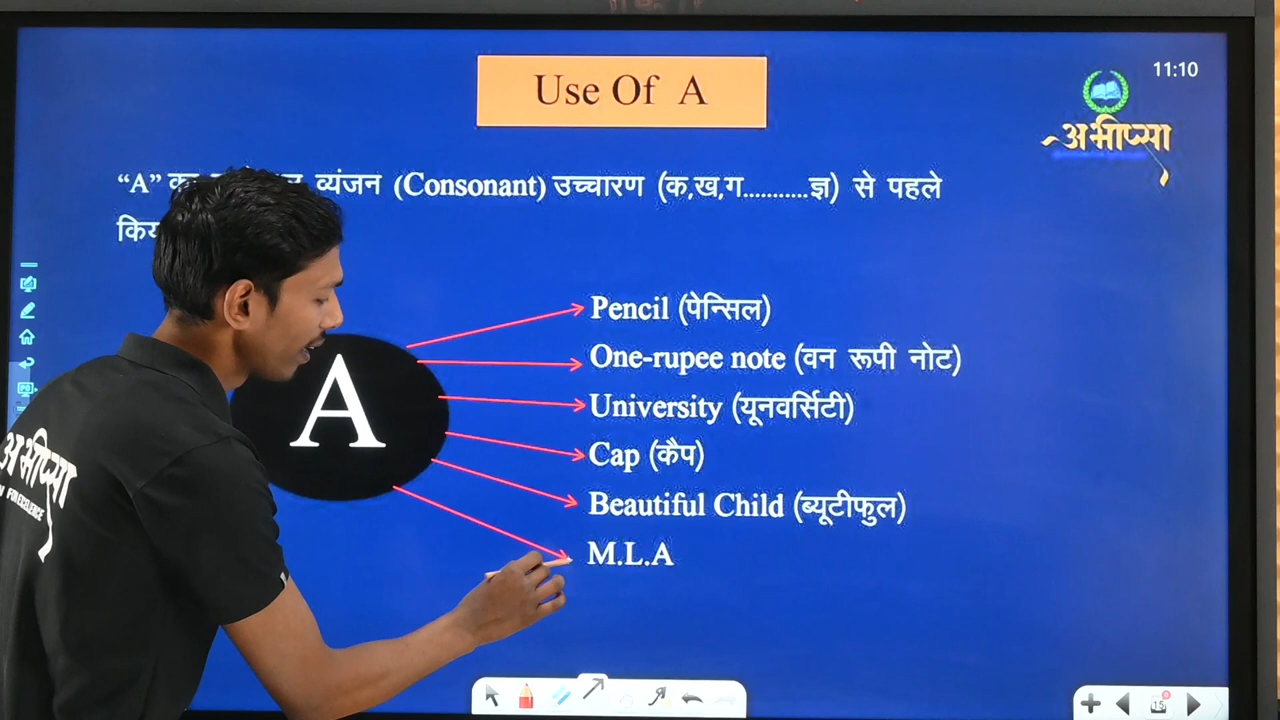 Use Of A
11:10
अभीप्सा
“A” व्यंजन (Consonant) उच्चारण (क,ख,ग...........ज्ञ) से पहले
A
Pencil (पेन्सिल)
One-rupee note (वन रूपी नोट)
University (यूनवर्सिटी)
Cap (कैप)
Beautiful Child (ब्यूटीफुल)
M.L.A
अभीप्सा
15